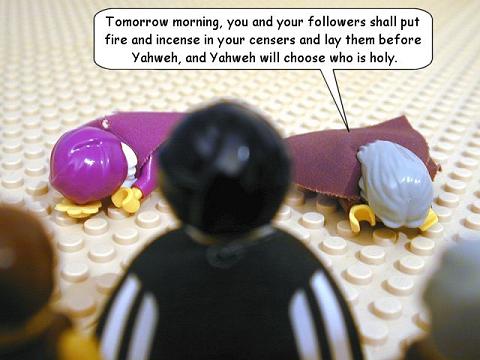 Tomorrow morning, you and your followers shall put
fire and incense in your censers and lay them before
Yahweh, and Yahweh will choose who is holy.